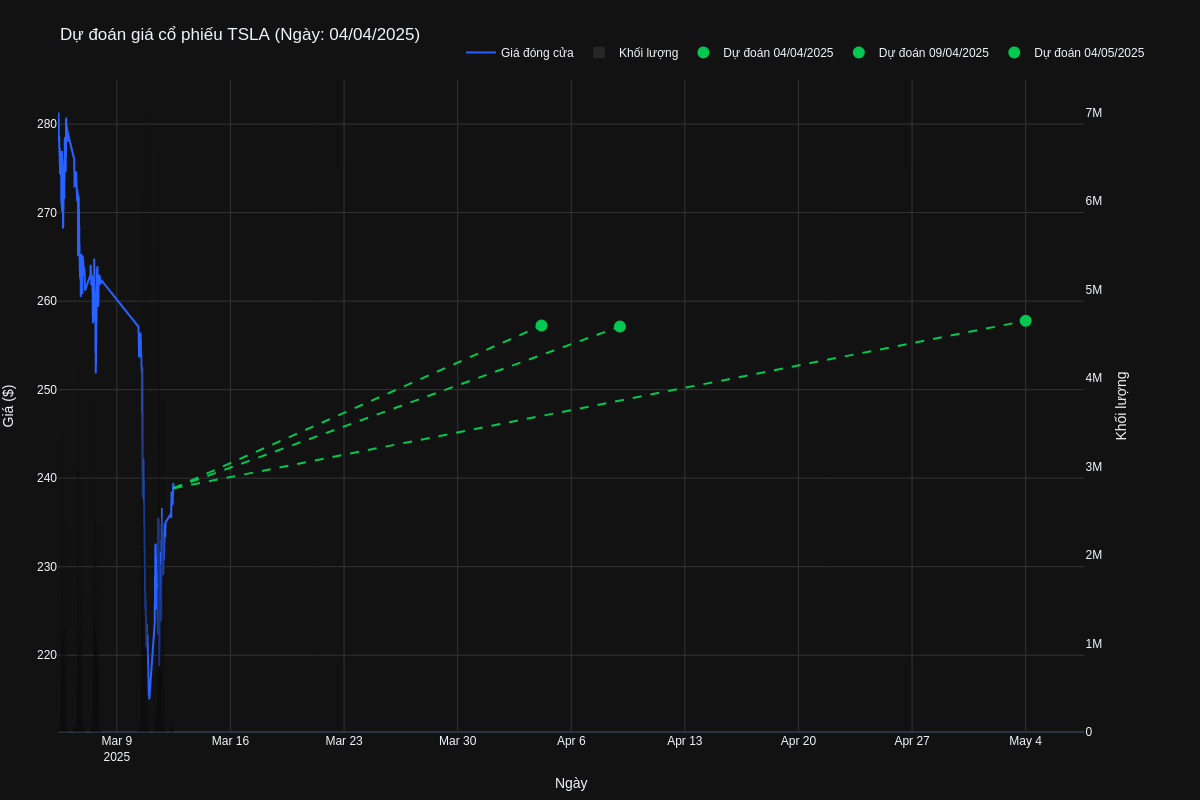 Dự đoán giá cổ phiếu TSLA (Ngày: 04/04/2025)
Giá đóng cửa
Khối lượng
Dự đoán 04/04/2025
Dự đoán 09/04/2025
Dự đoán 04/05/2025
Giá ($)
280
270
260
250
240
230
220
7M
6M
5M
4M
3M
2M
1M
0
Khối lượng
Mar 9
2025
Mar 16
Mar 23
Mar 30
Apr 6
Apr 13
Apr 20
Apr 27
May 4
Ngày